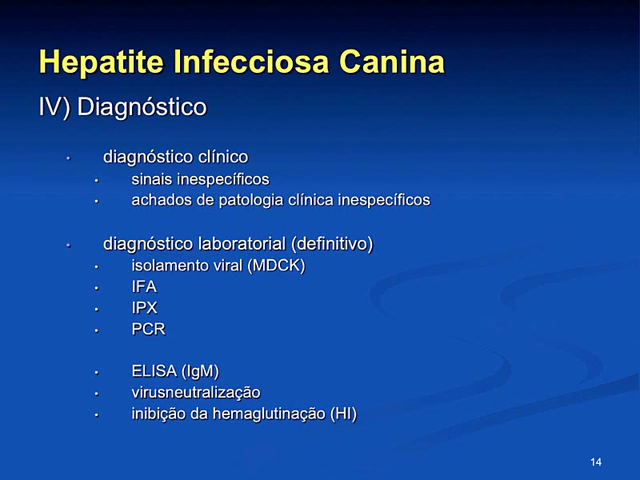 Hepatite Infecciosa Canina
IV) Diagnóstico
• diagnóstico clínico
• sinais inespecíficos
• achados de patologia clínica inespecíficos
• diagnóstico laboratorial (definitivo)
• isolamento viral (MDCK)
• IFA
• IPX
• PCR
• ELISA (IgM)
• virusneutralização
• inibição da hemaglutinação (HI)
14